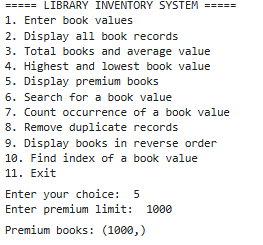 ===== LIBRARY INVENTORY SYSTEM =====
1. Enter book values
2. Display all book records
3. Total books and average value
4. Highest and lowest book value
5. Display premium books
6. Search for a book value
7. Count occurrence of a book value
8. Remove duplicate records
9. Display books in reverse order
10. Find index of a book value
11. Exit
Enter your choice:  5
Enter premium limit:  1000
Premium books: (1000,)